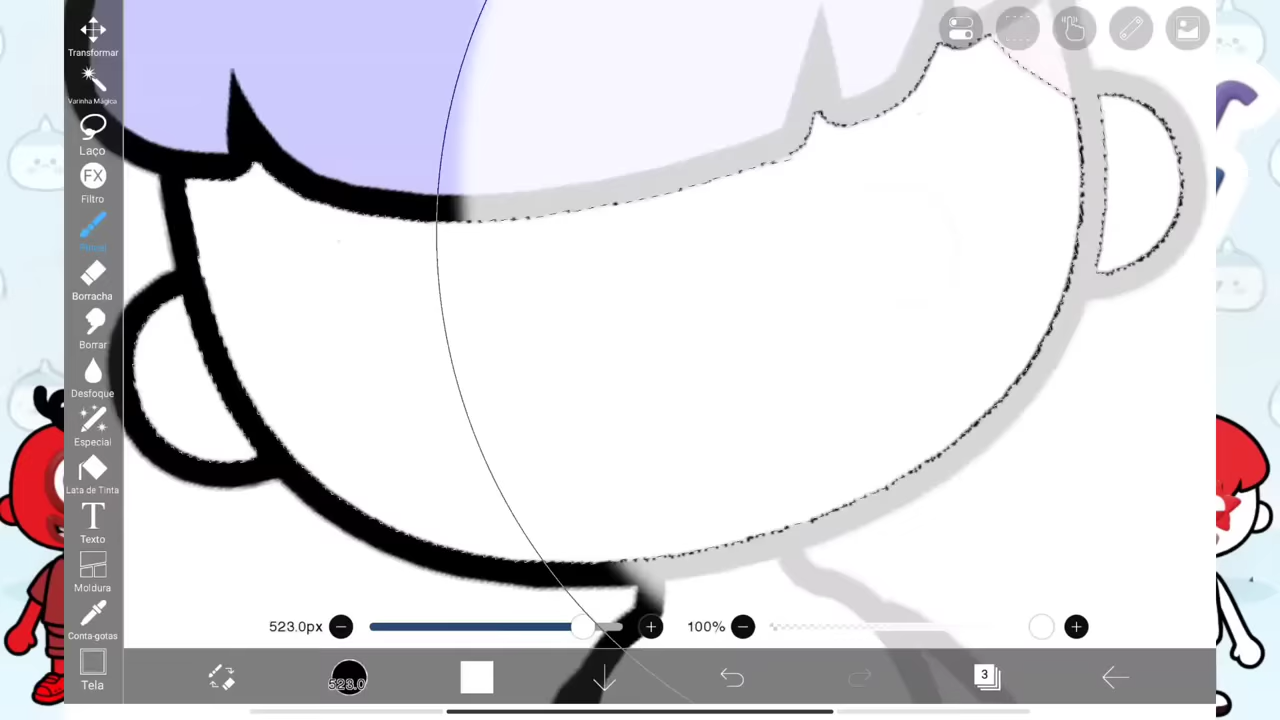 Transformar
Varinha Mágica
Laço
FX
Filtro
Pincel
Borracha
Borrar
Desfoque
Especial
Lata de Tinta
T
Texto
Moldura
Conta-gotas
Tela
523.0px
100%
523.0
3